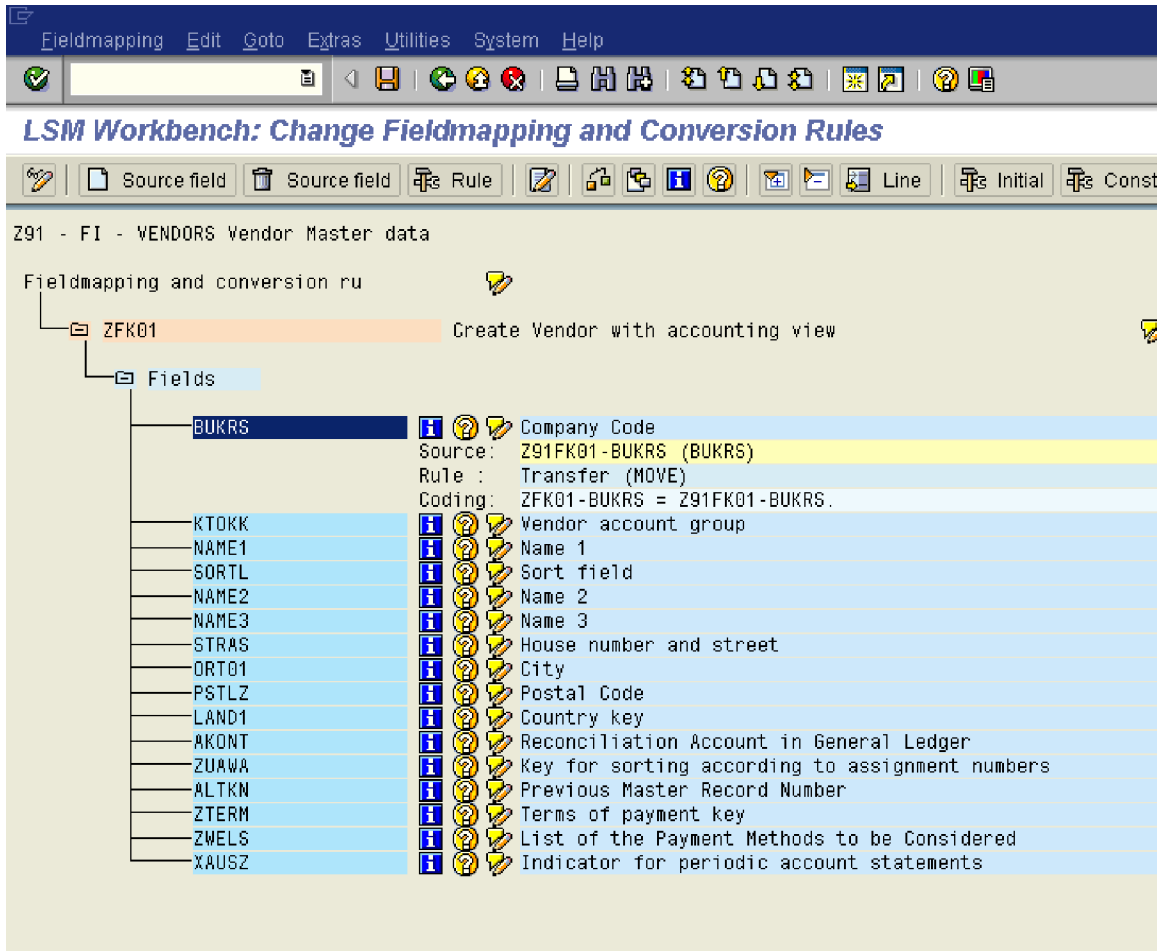 Fieldmapping Edit Goto Extras Utilities System Help
LSM Workbench: Change Fieldmapping and Conversion Rules
Source field Source field Rule Line Initial Const
Z91 - FI - VENDORS Vendor Master data
Fieldmapping and conversion ru
ZFK01 Create Vendor with accounting view
Fields
BUKRS Company Code
Source: Z91FK01-BUKRS (BUKRS)
Rule : Transfer (MOVE)
Coding: ZFK01-BUKRS = Z91FK01-BUKRS.
KTOKK Vendor account group
NAME1 Name 1
SORTL Sort field
NAME2 Name 2
NAME3 Name 3
STRAS House number and street
ORT01 City
PSTLZ Postal Code
LAND1 Country key
AKONT Reconciliation Account in General Ledger
ZUAWA Key for sorting according to assignment numbers
ALTKN Previous Master Record Number
ZTERM Terms of payment key
ZWELS List of the Payment Methods to be Considered
XAUSZ Indicator for periodic account statements